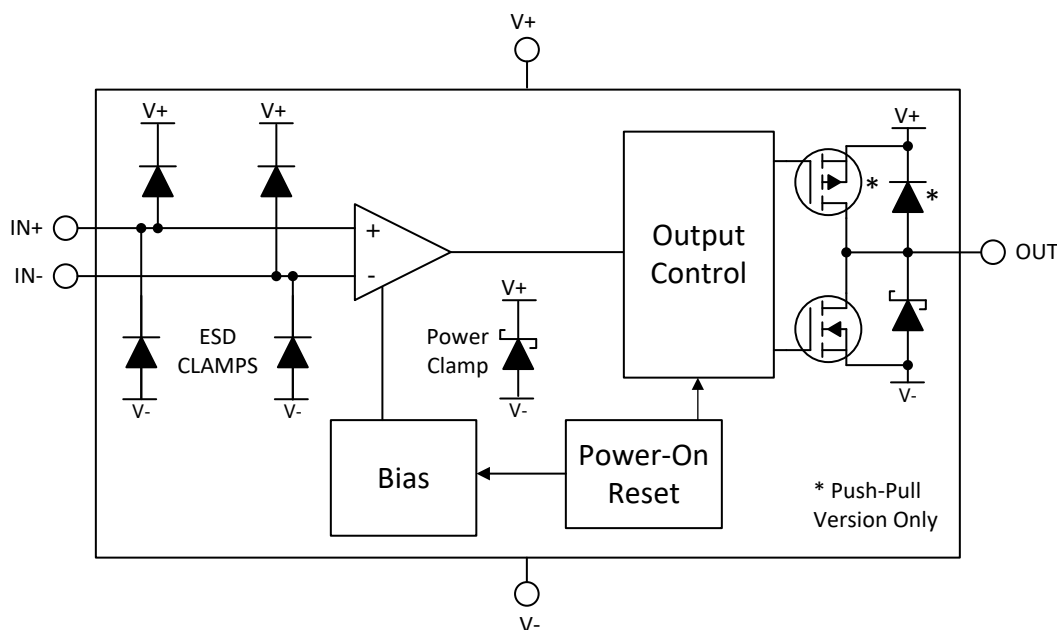 V+
V+
V+
V+
*
*
IN+
+
Output
Control
OUT
IN-
-
V+
ESD
CLAMPS
Power
Clamp
V-
V-
V-
V-
Bias
Power-On
Reset
* Push-Pull
Version Only
V-